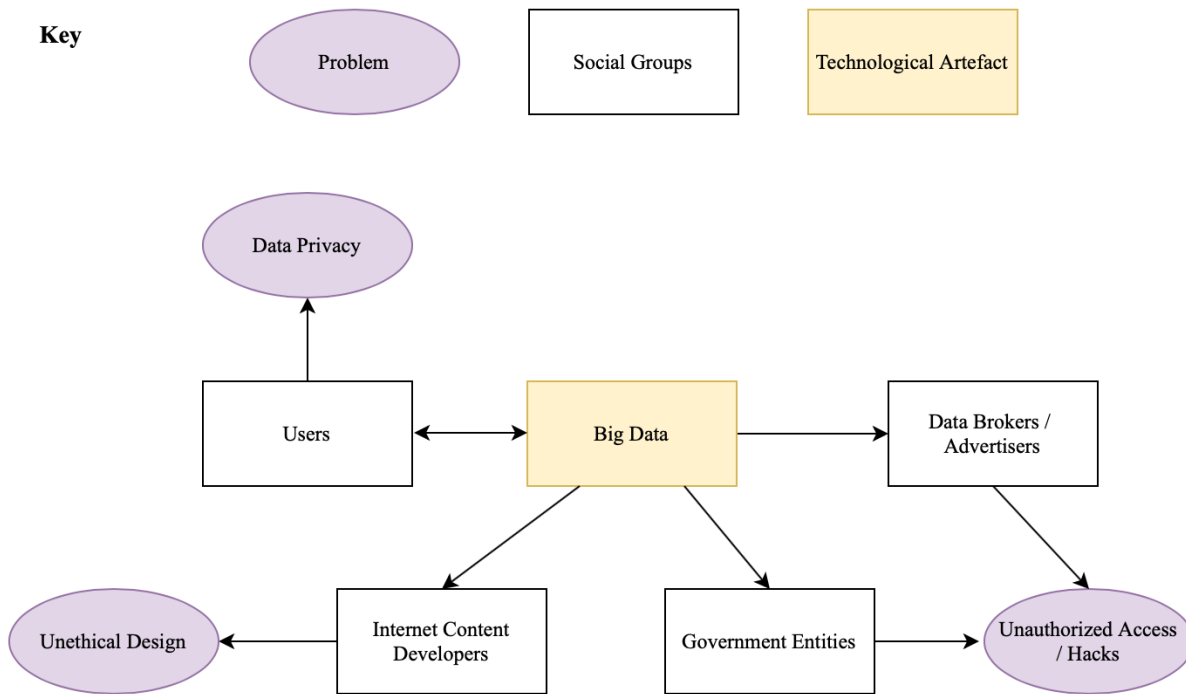 Key
Problem
Social Groups
Technological Artefact
Data Privacy
Users
Big Data
Data Brokers /
Advertisers
Unethical Design
Internet Content
Developers
Government Entities
Unauthorized Access
/ Hacks